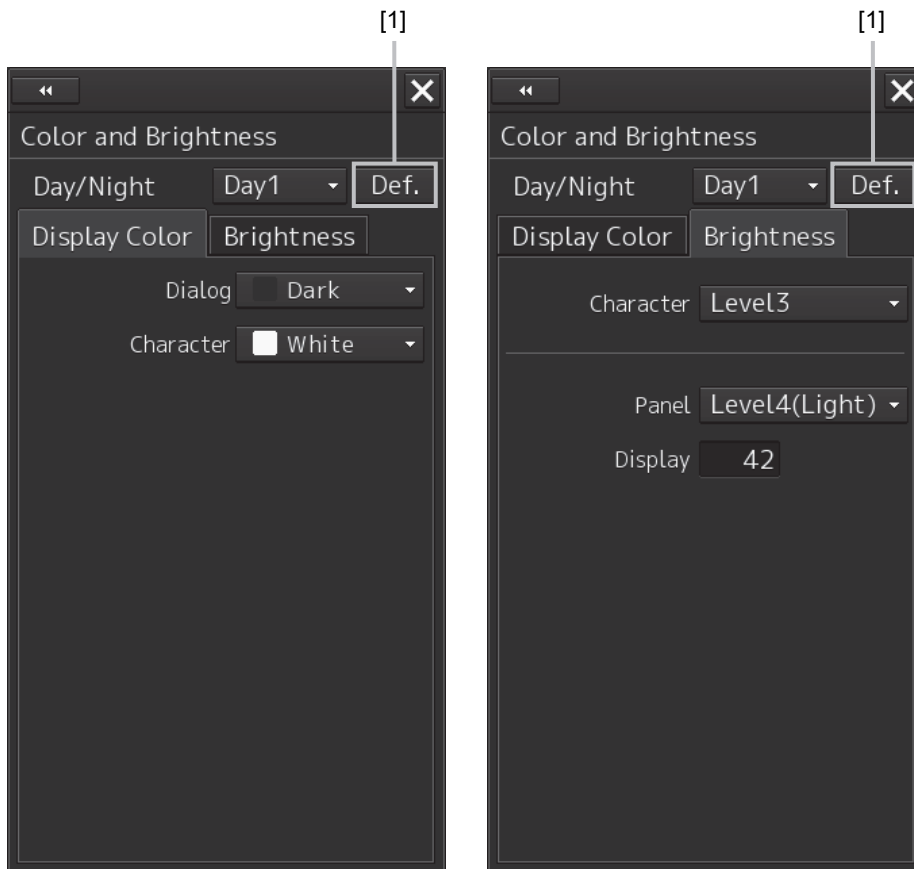 [1]
Color and Brightness
Day/Night Day1 Def.
Display Color Brightness
Dialog Dark
Character White
[1]
Color and Brightness
Day/Night Day1 Def.
Display Color Brightness
Character Level3
Panel Level4(Light)
Display 42